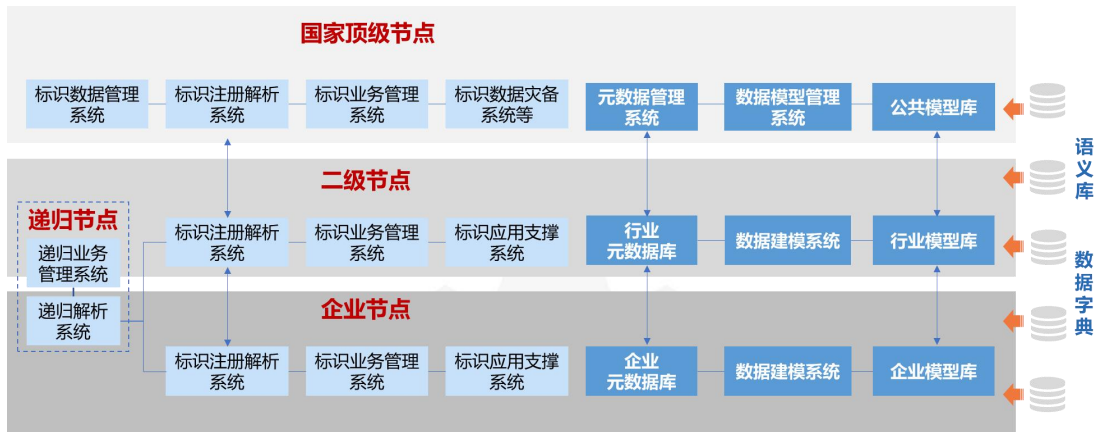 国家顶级节点
标识数据管理
系统
标识注册解析
系统
标识业务管理
系统
标识数据灾备
系统等
元数据管理
系统
数据模型管理
系统
公共模型库
二级节点
标识注册解析
系统
标识业务管理
系统
标识应用支撑
系统
行业
元数据库
数据建模系统
行业模型库
递归节点
递归业务
管理系统
递归解析
系统
企业节点
标识注册解析
系统
标识业务管理
系统
标识应用支撑
系统
企业
元数据库
数据建模系统
企业模型库
语义库
数据字典